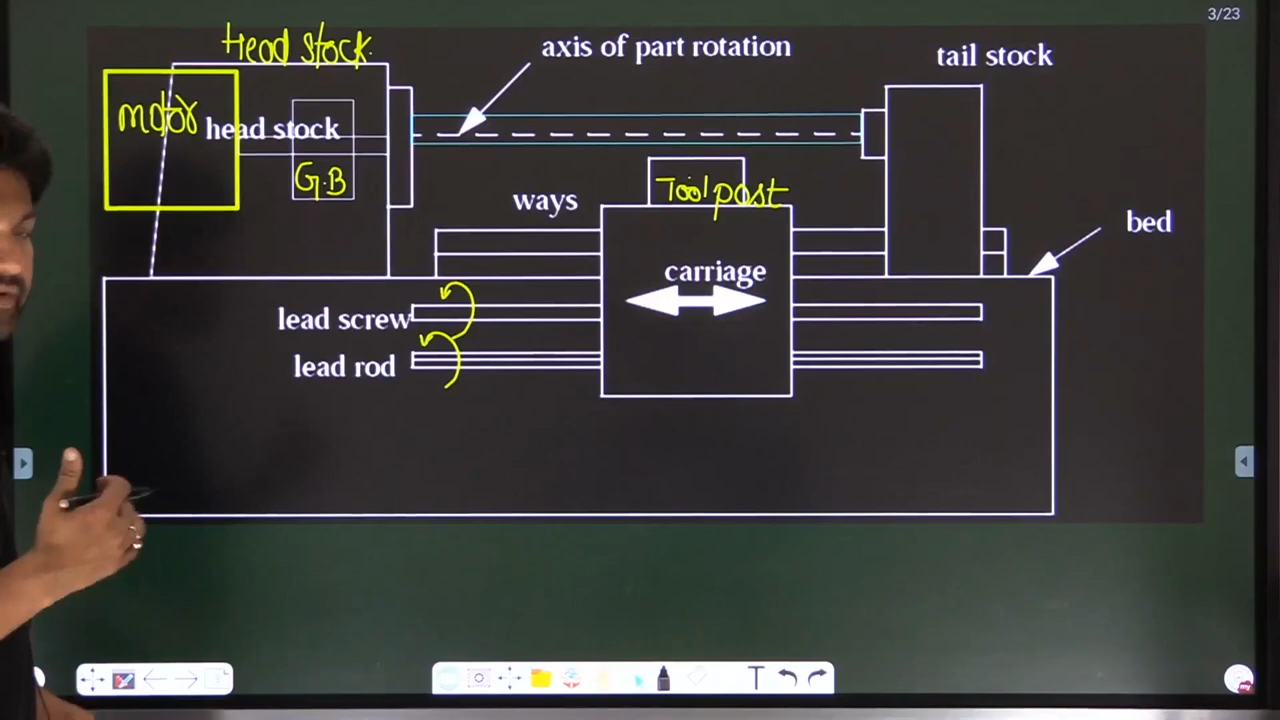 3/23
Head stock
axis of part rotation
tail stock
motor
head stock
G.B
Tool post
ways
bed
carriage
lead screw
lead rod
T